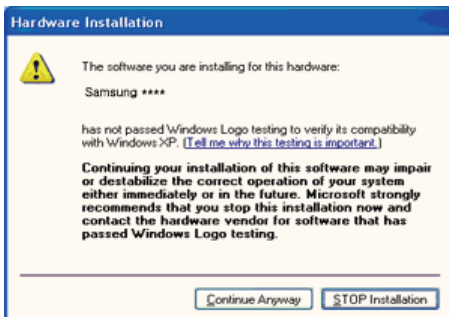 Hardware Installation
The software you are installing for this hardware:
Samsung ****
has not passed Windows Logo testing to verify its compatibility
with Windows XP. (Tell me why this testing is important.)
Continuing your installation of this software may impair
or destabilize the correct operation of your system
either immediately or in the future. Microsoft strongly
recommends that you stop this installation now and
contact the hardware vendor for software that has
passed Windows Logo testing.
Continue Anyway
STOP Installation